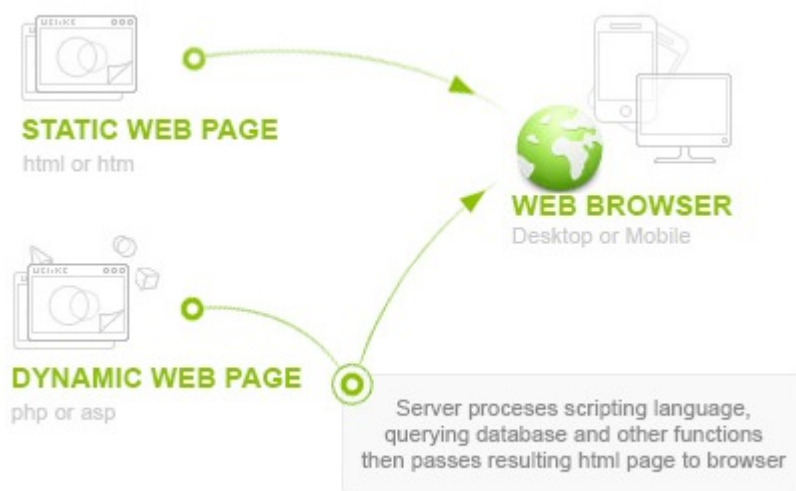 STATIC WEB PAGE
html or htm
WEB BROWSER
Desktop or Mobile
DYNAMIC WEB PAGE
php or asp
Server proceses scripting language,
querying database and other functions
then passes resulting html page to browser